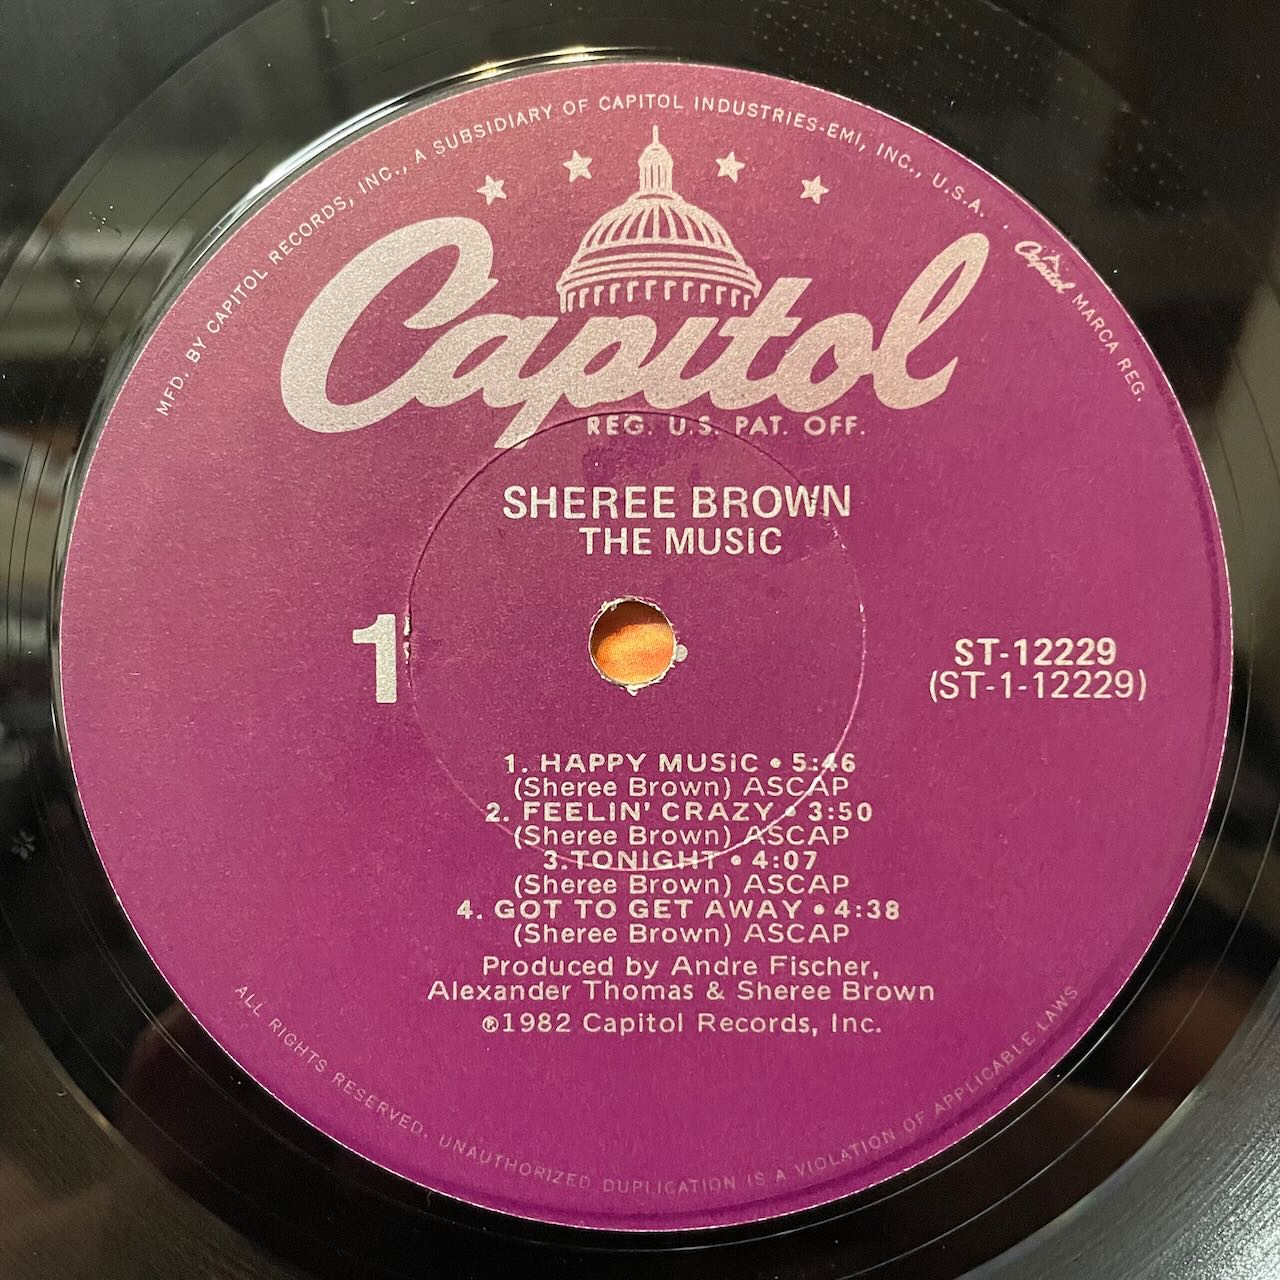 MFD. BY CAPITOL RECORDS, INC., A SUBSIDIARY OF CAPITOL INDUSTRIES-EMI, INC., U.S.A.
Capitol MARCA REG.
Capitol
REG. U.S. PAT. OFF.
SHEREE BROWN
THE MUSIC
1
ST-12229
(ST-1-12229)
1. HAPPY MUSIC • 5:46
(Sheree Brown) ASCAP
2. FEELIN' CRAZY • 3:50
(Sheree Brown) ASCAP
3.TONIGHT • 4:07
(Sheree Brown) ASCAP
4. GOT TO GET AWAY • 4:38
(Sheree Brown) ASCAP
Produced by Andre Fischer,
Alexander Thomas & Sheree Brown
℗1982 Capitol Records, Inc.
ALL RIGHTS RESERVED. UNAUTHORIZED DUPLICATION IS A VIOLATION OF APPLICABLE LAWS